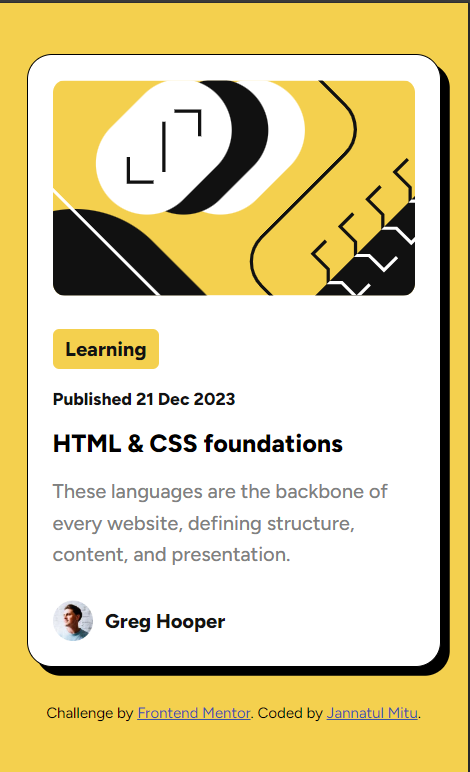 Learning
Published 21 Dec 2023
HTML & CSS foundations
These languages are the backbone of
every website, defining structure,
content, and presentation.
Greg Hooper
Challenge by Frontend Mentor. Coded by Jannatul Mitu.